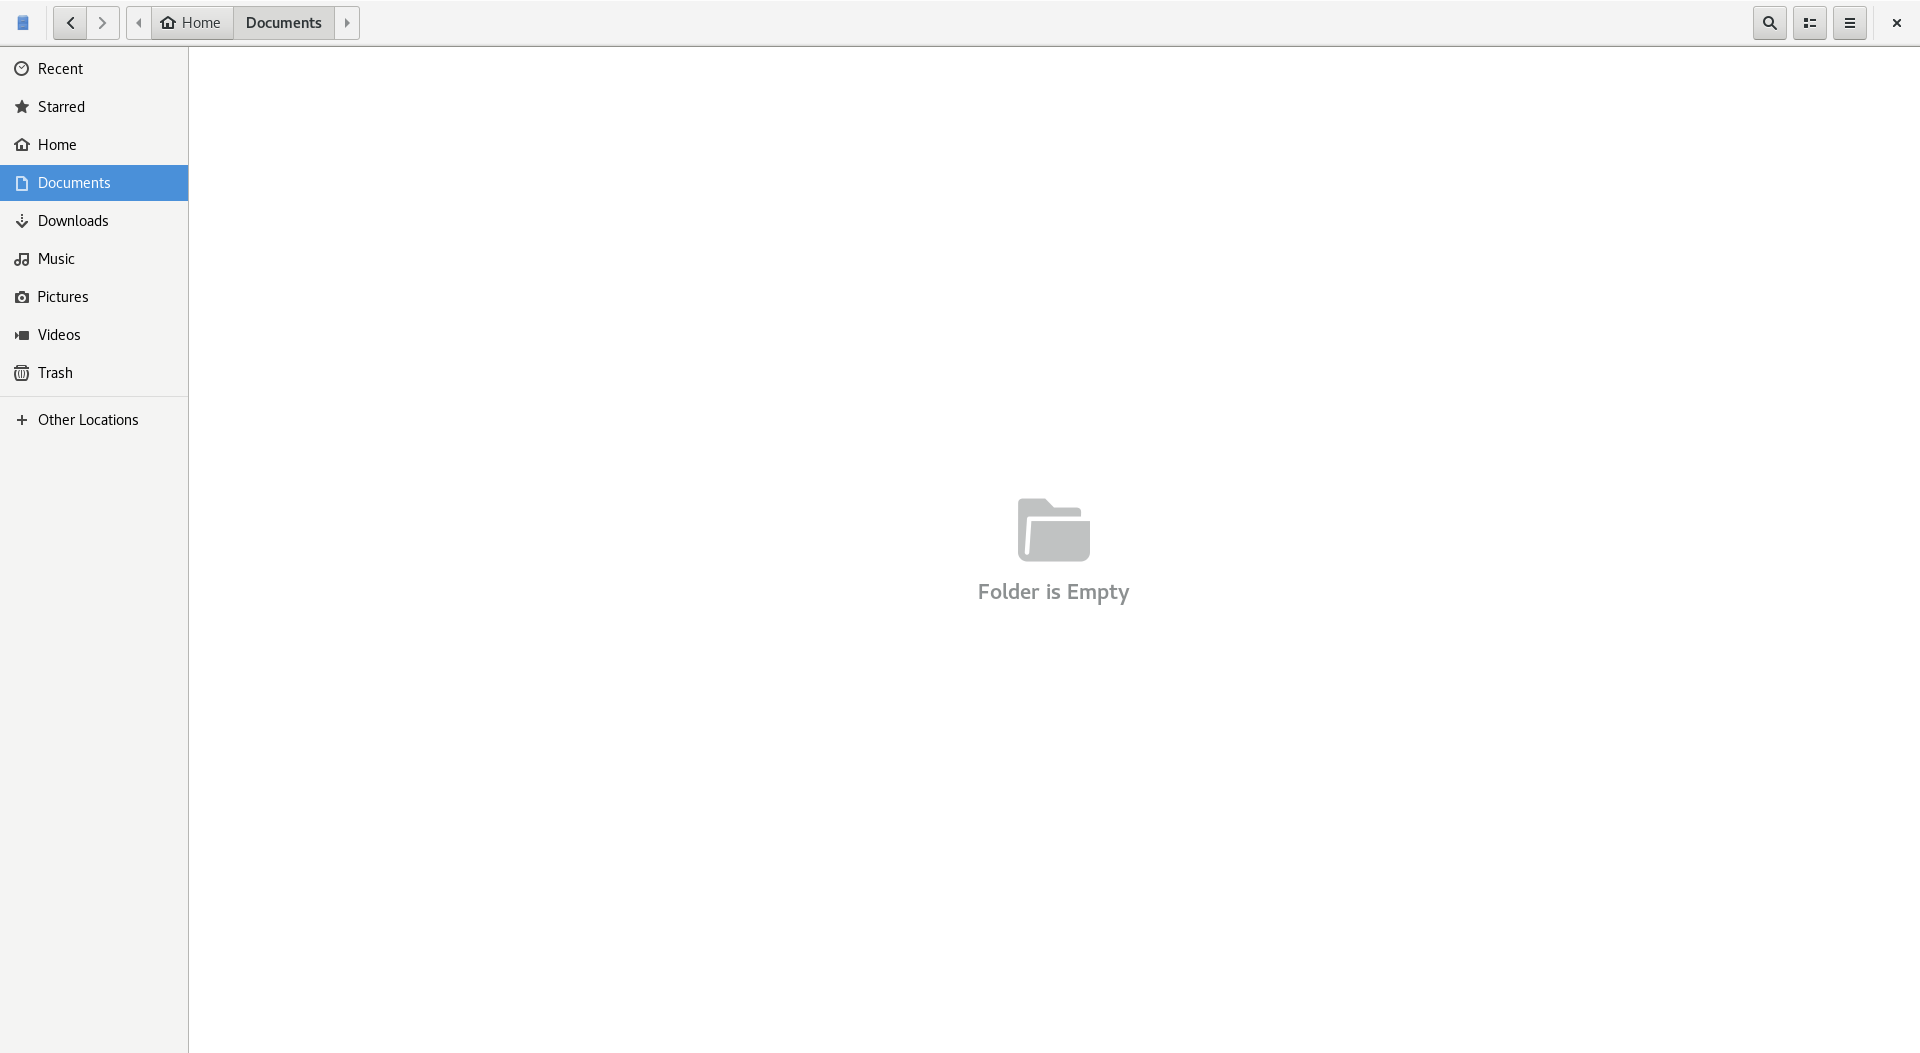 Home
Documents
Recent
Starred
Home
Documents
Downloads
Music
Pictures
Videos
Trash
Other Locations
Folder is Empty